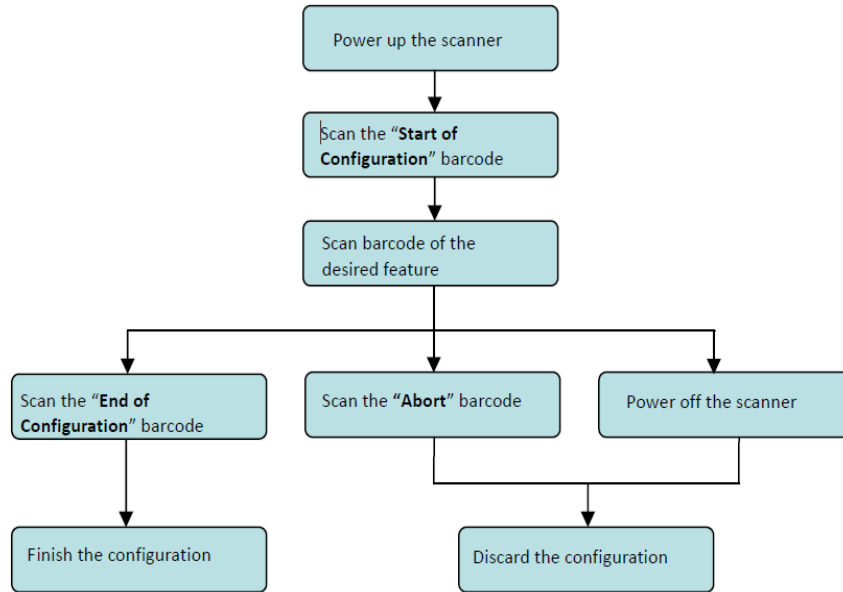 Power up the scanner
Scan the “Start of
Configuration” barcode
Scan barcode of the
desired feature
Scan the “End of
Configuration” barcode
Scan the “Abort” barcode
Power off the scanner
Finish the configuration
Discard the configuration